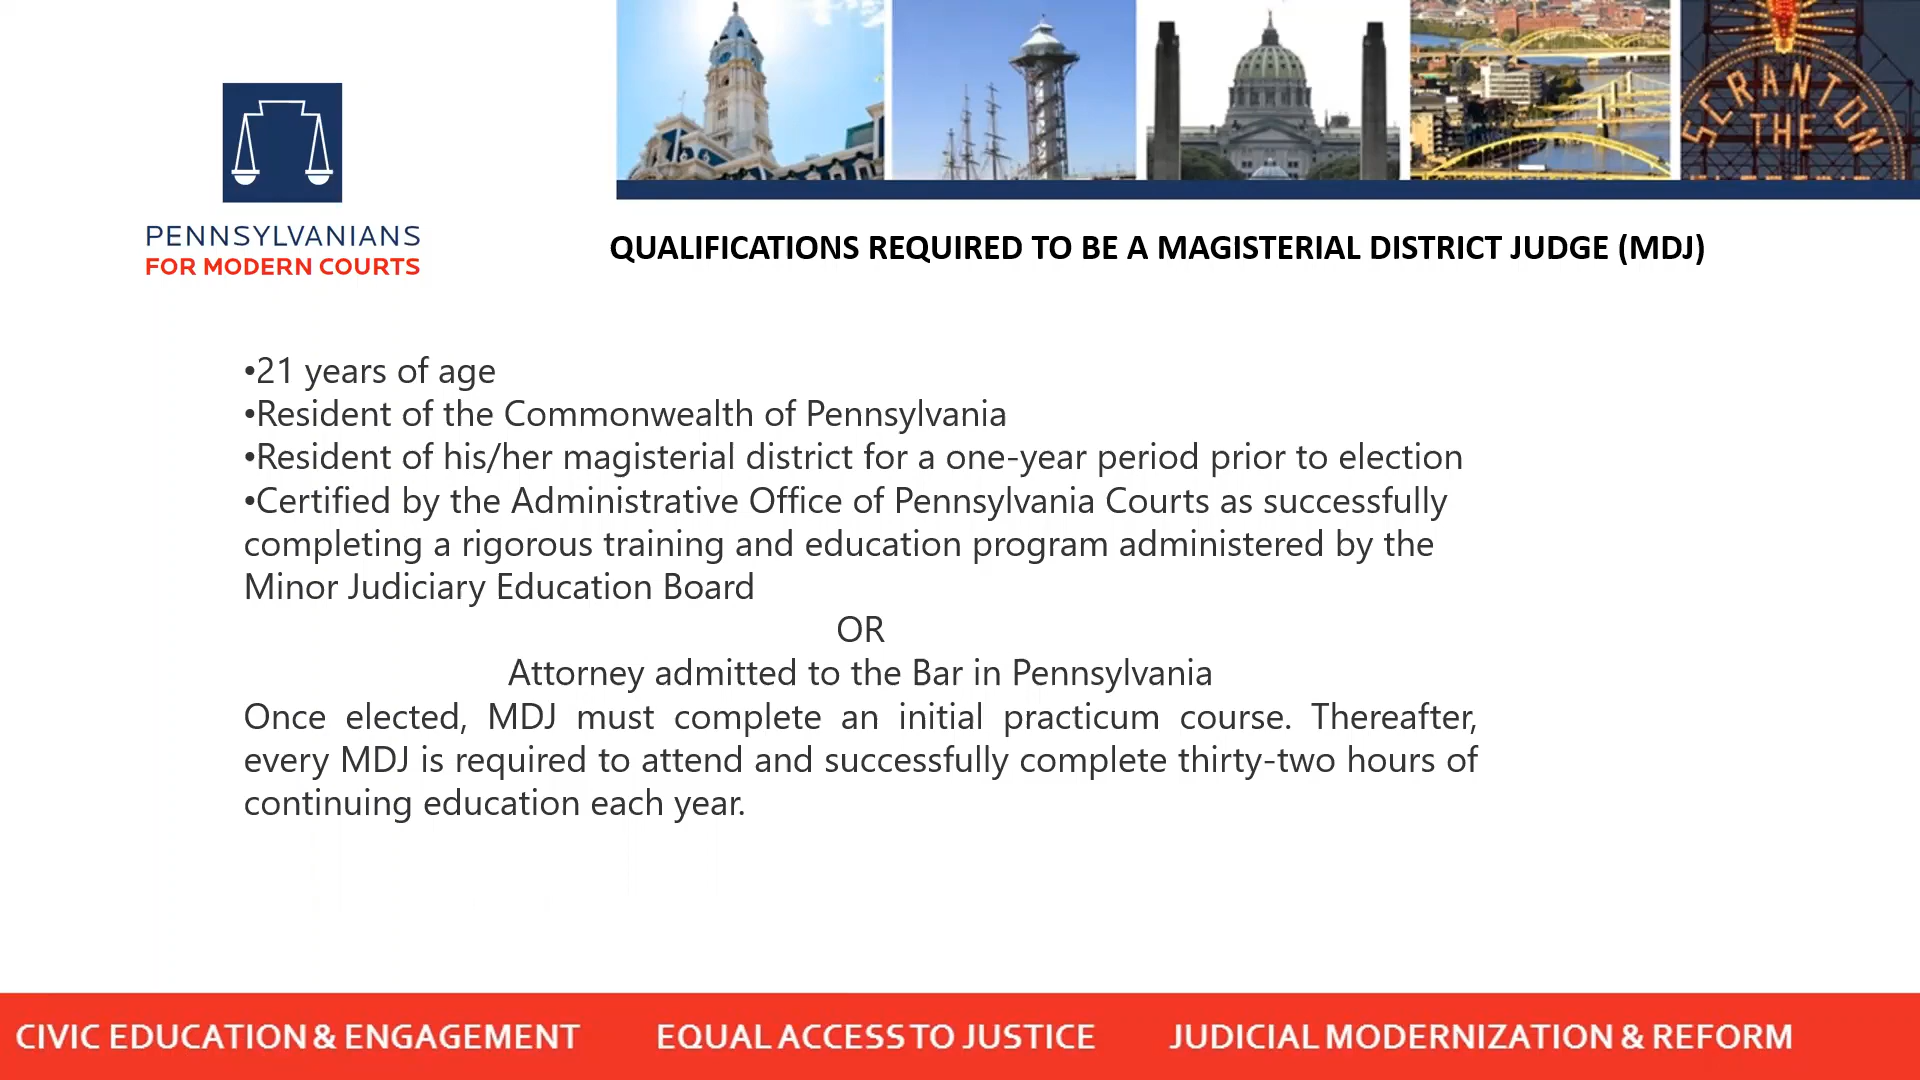 SCRANTON
THE
PENNSYLVANIANS
FOR MODERN COURTS
QUALIFICATIONS REQUIRED TO BE A MAGISTERIAL DISTRICT JUDGE (MDJ)
•21 years of age
•Resident of the Commonwealth of Pennsylvania
•Resident of his/her magisterial district for a one-year period prior to election
•Certified by the Administrative Office of Pennsylvania Courts as successfully
completing a rigorous training and education program administered by the
Minor Judiciary Education Board
OR
Attorney admitted to the Bar in Pennsylvania
Once elected, MDJ must complete an initial practicum course. Thereafter,
every MDJ is required to attend and successfully complete thirty-two hours of
continuing education each year.
CIVIC EDUCATION & ENGAGEMENT EQUAL ACCESS TO JUSTICE JUDICIAL MODERNIZATION & REFORM